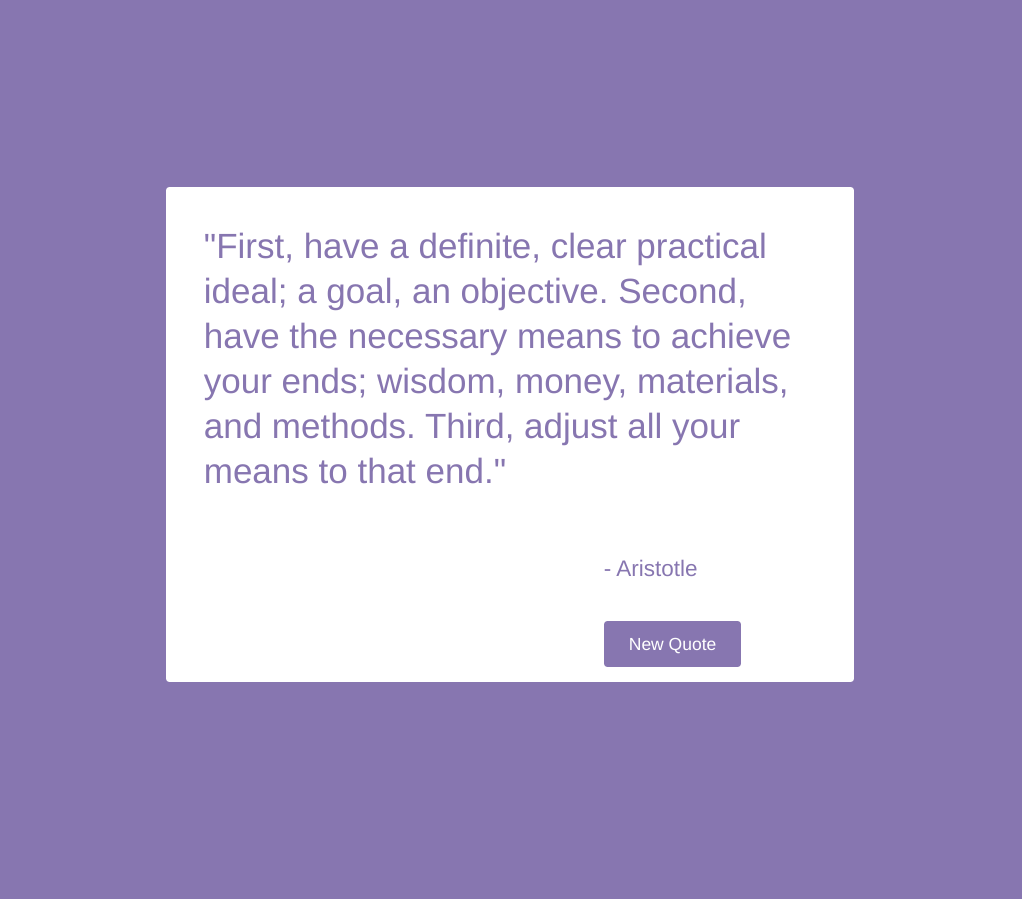 "First, have a definite, clear practical
ideal; a goal, an objective. Second,
have the necessary means to achieve
your ends; wisdom, money, materials,
and methods. Third, adjust all your
means to that end."
- Aristotle
New Quote